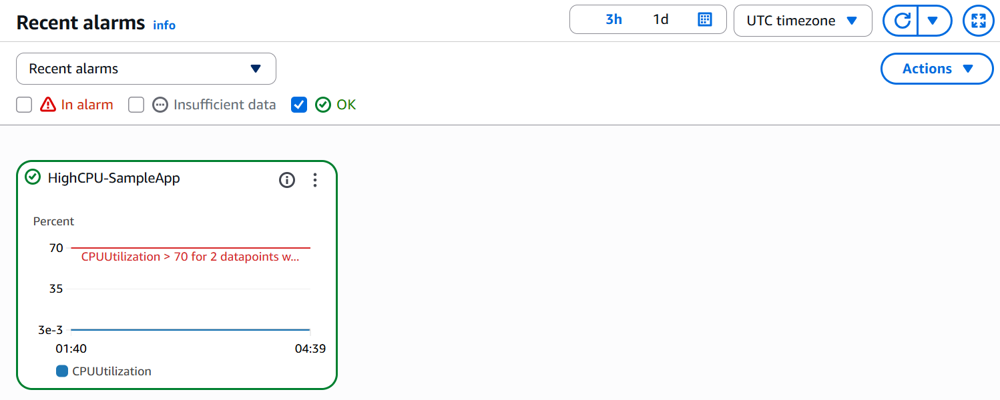 Recent alarms info
3h 1d UTC timezone
Recent alarms
Actions
In alarm Insufficient data OK
HighCPU-SampleApp
Percent
70
CPUUtilization > 70 for 2 datapoints w...
35
3e-3
01:40 04:39
CPUUtilization